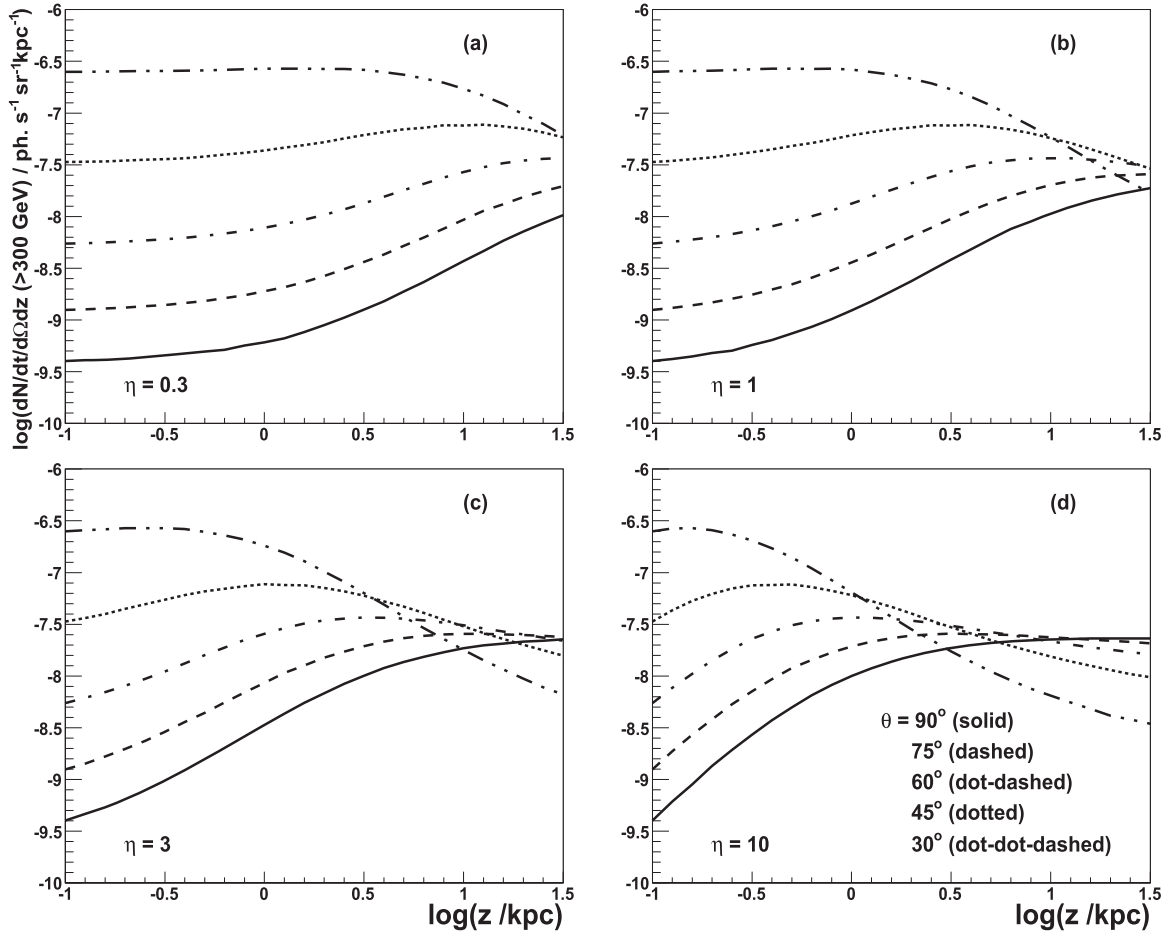 log(dN/dt/dΩdz (>300 GeV) / ph. s⁻¹ sr⁻¹kpc⁻¹)
-6
-6.5
-7
-7.5
-8
-8.5
-9
-9.5
-10
(a)
η = 0.3
-1 -0.5 0 0.5 1 1.5
-6
-6.5
-7
-7.5
-8
-8.5
-9
-9.5
-10
(b)
η = 1
-1 -0.5 0 0.5 1 1.5
-6
-6.5
-7
-7.5
-8
-8.5
-9
-9.5
-10
(c)
η = 3
-1 -0.5 0 0.5 1 1.5
log(z /kpc)
-6
-6.5
-7
-7.5
-8
-8.5
-9
-9.5
-10
(d)
θ = 90° (solid)
75° (dashed)
60° (dot-dashed)
45° (dotted)
30° (dot-dot-dashed)
η = 10
-1 -0.5 0 0.5 1 1.5
log(z /kpc)